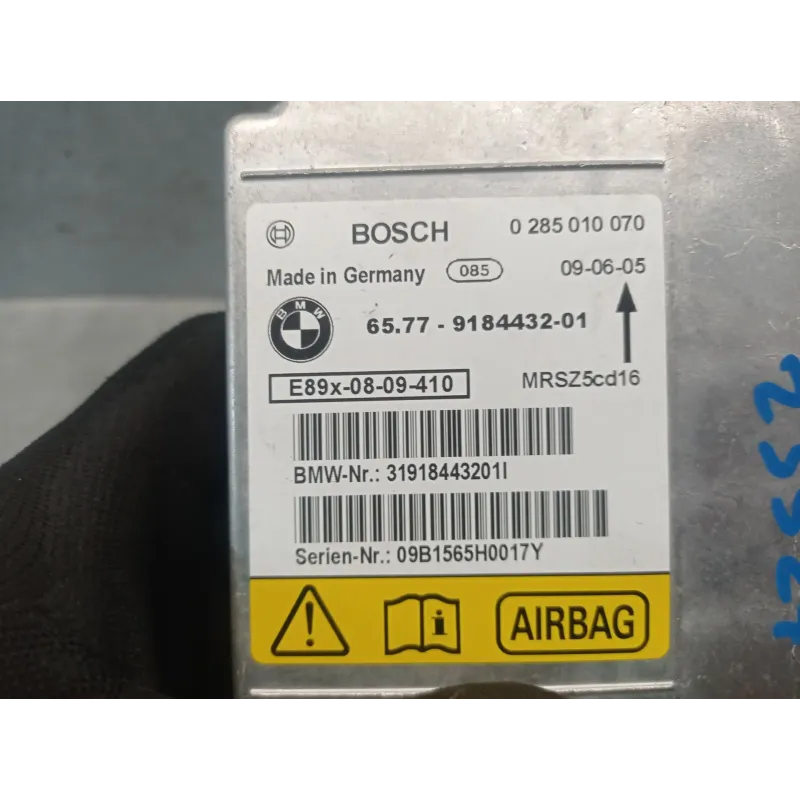 BOSCH 0 285 010 070
Made in Germany 085 09-06-05
BMW 65.77 - 9184432-01
E89x-08-09-410 MRSZ5cd16
BMW-Nr.: 31918443201I
Serien-Nr.: 09B1565H0017Y
AIRBAG